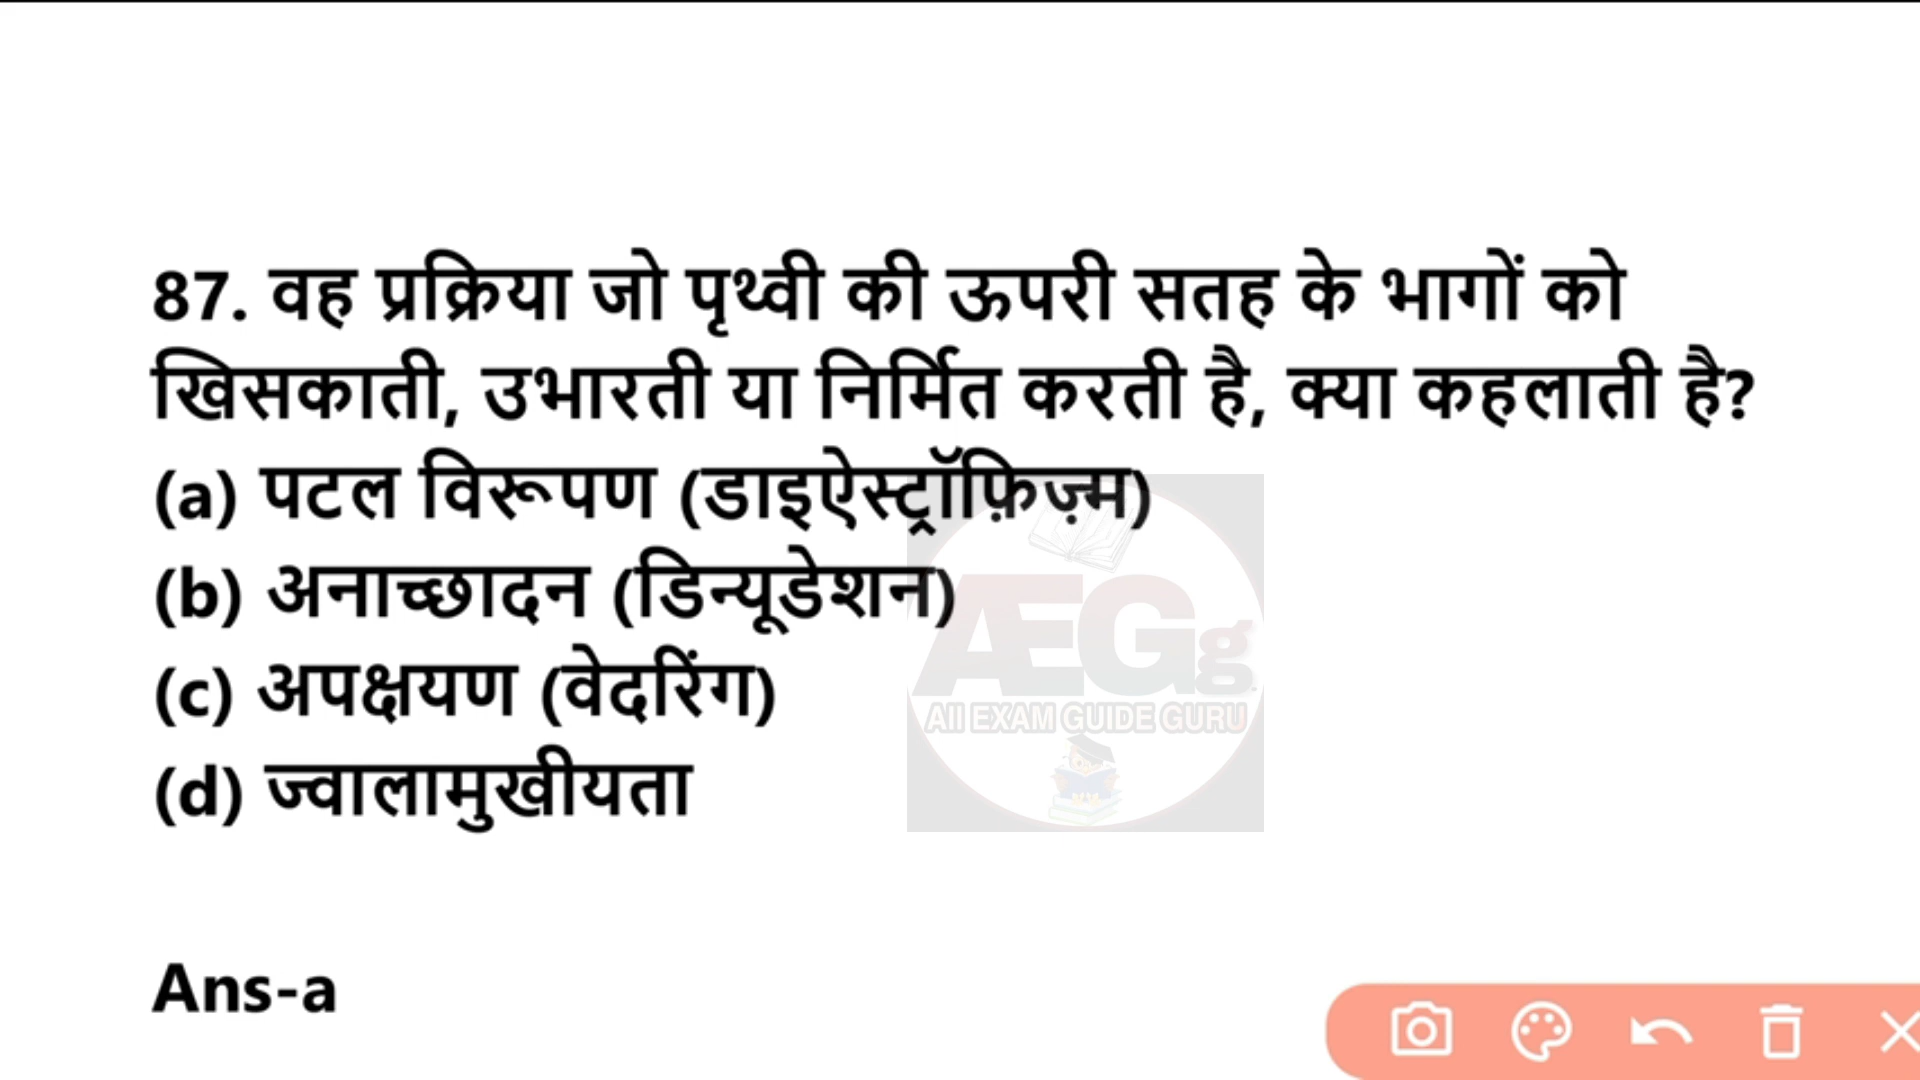 87. वह प्रक्रिया जो पृथ्वी की ऊपरी सतह के भागों को
खिसकाती, उभारती या निर्मित करती है, क्या कहलाती है?
(a) पटल विरूपण (डाइऐस्ट्रॉफ़िज़्म)
(b) अनाच्छादन (डिन्यूडेशन)
(c) अपक्षयण (वेदरिंग)
(d) ज्वालामुखीयता
ÆGg
All EXAM GUIDE GURU
Ans-a